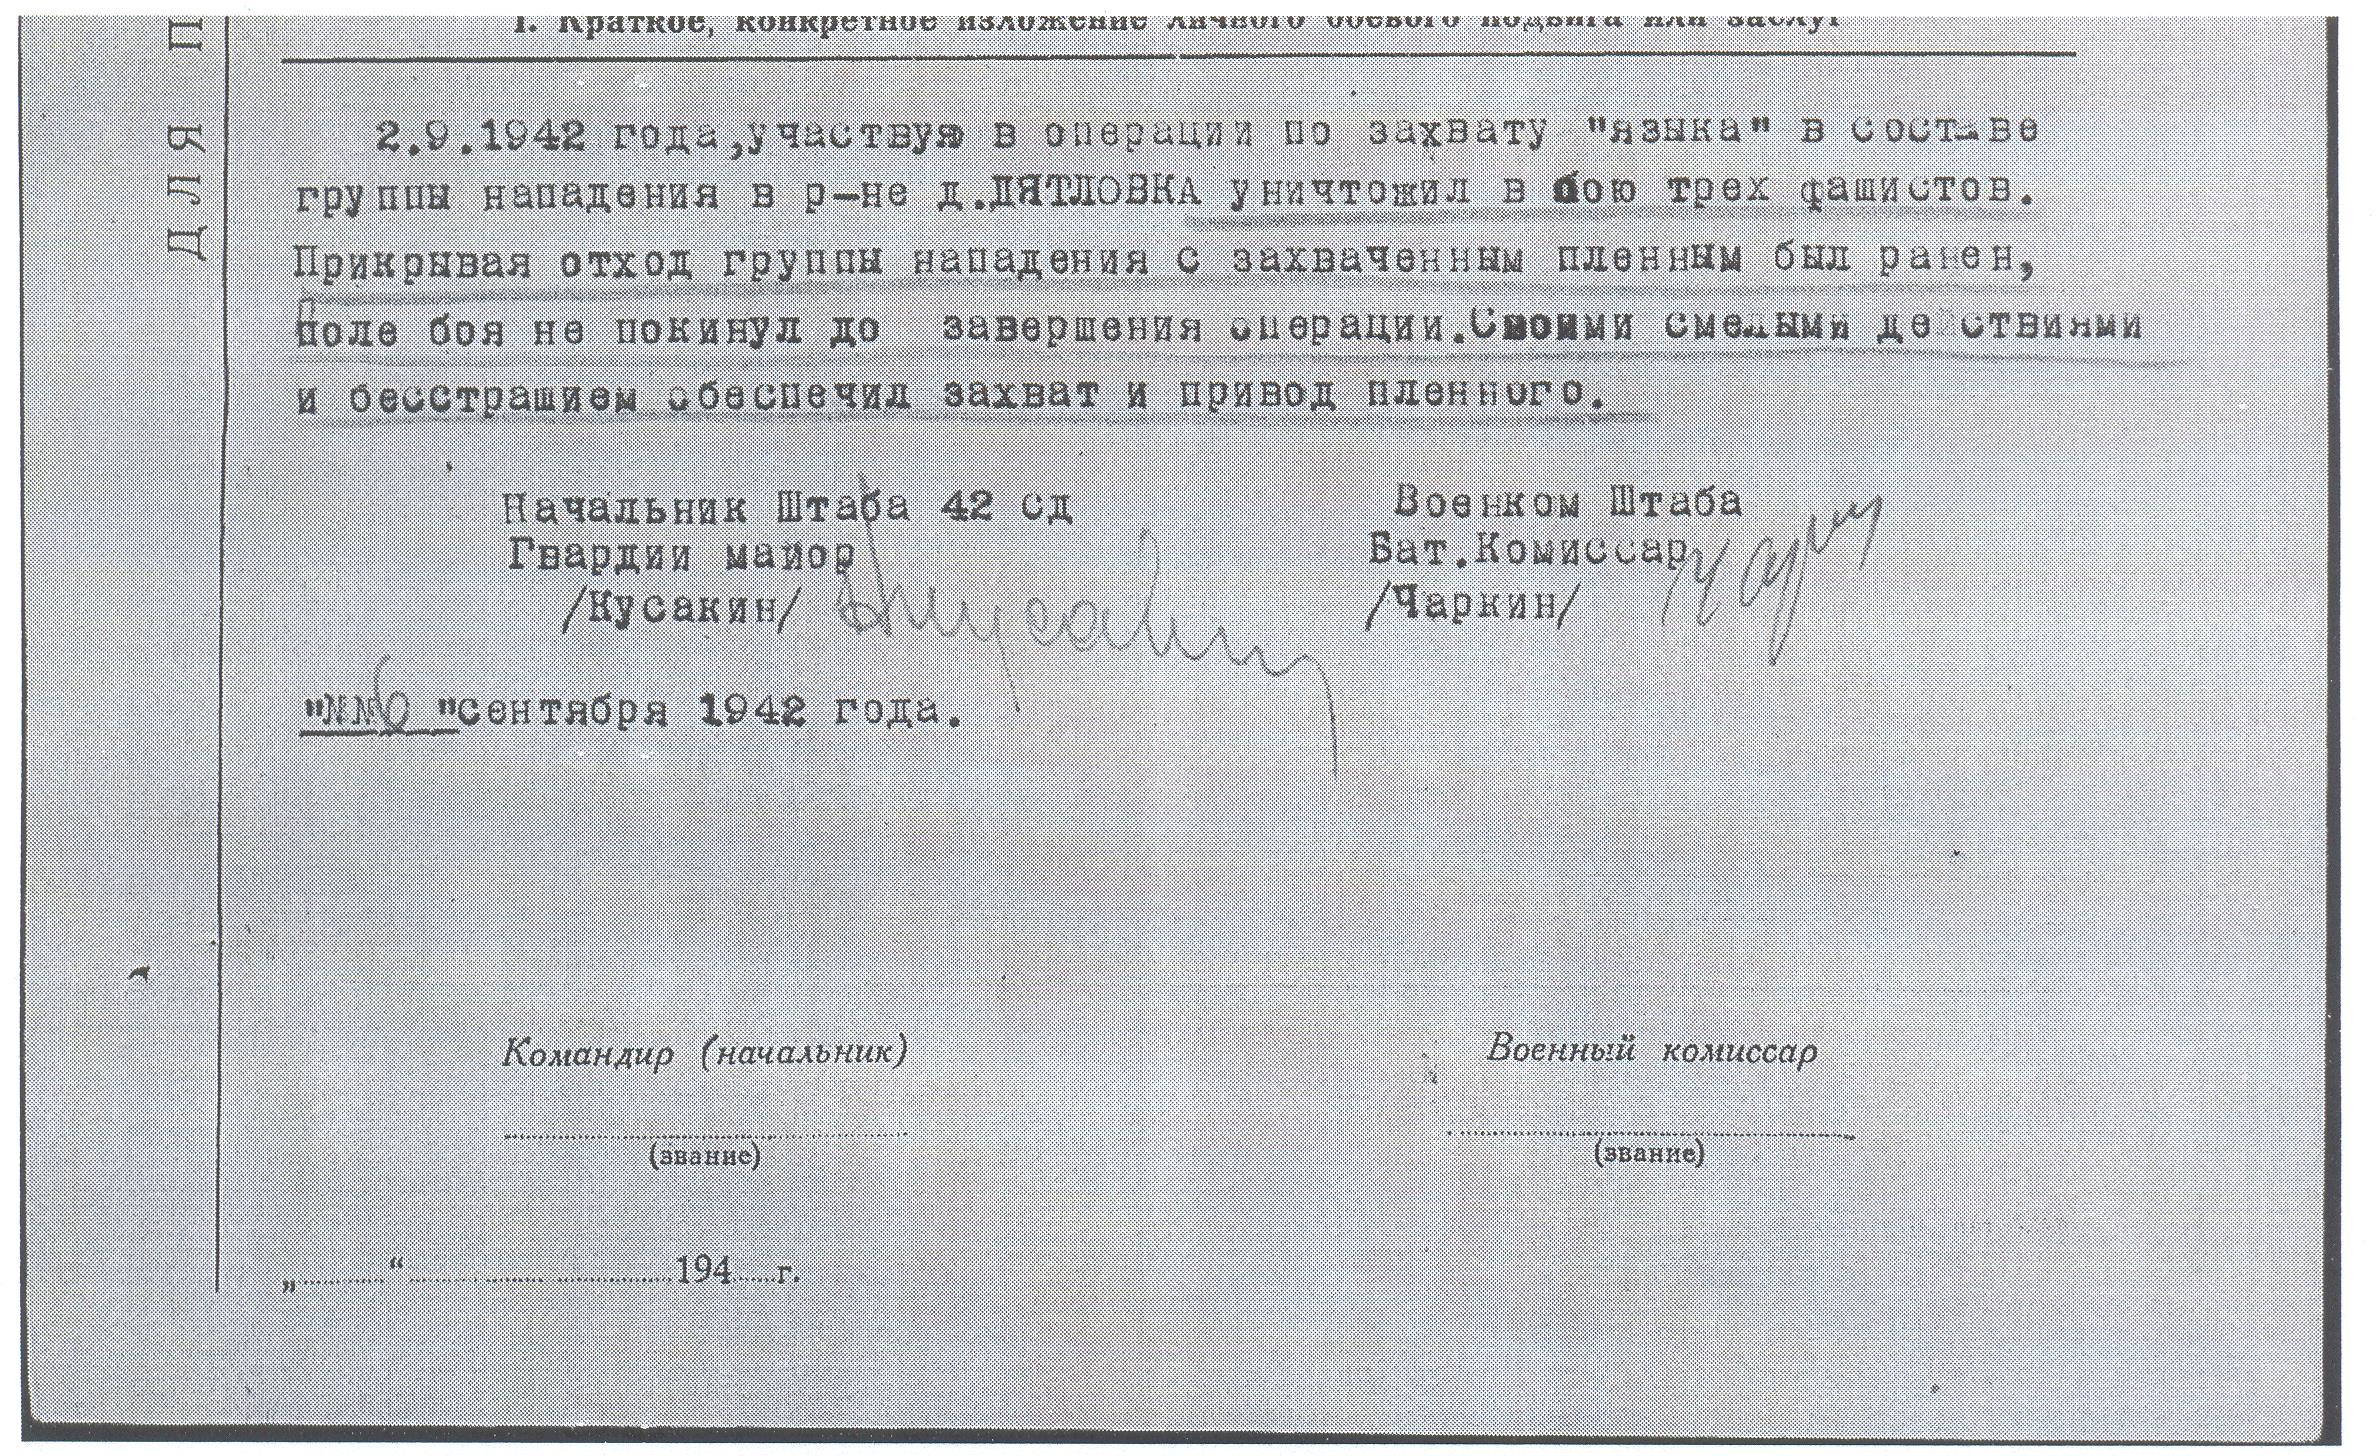 I. Краткое, конкретное изложение личного боевого подвига или заслуг
ДЛЯ П
2.9.1942 года,участвуя в операции по захвату "языка" в составе
группы нападения в р-не д.ДЯТЛОВКА уничтожил в бою трех фашистов.
Прикрывая отход группы нападения с захваченным пленным был ранен,
поле боя не покинул до завершения операции.Своими смелыми действиями
и бесстрашием обеспечил захват и привод пленного.
Начальник Штаба 42 сд
Гвардии майор
/Кусакин/
Военком Штаба
Бат.Комиссар
/Чаркин/
"6 "сентября 1942 года.
Командир (начальник)
(звание)
Военный комиссар
(звание)
„ “ 194 г.